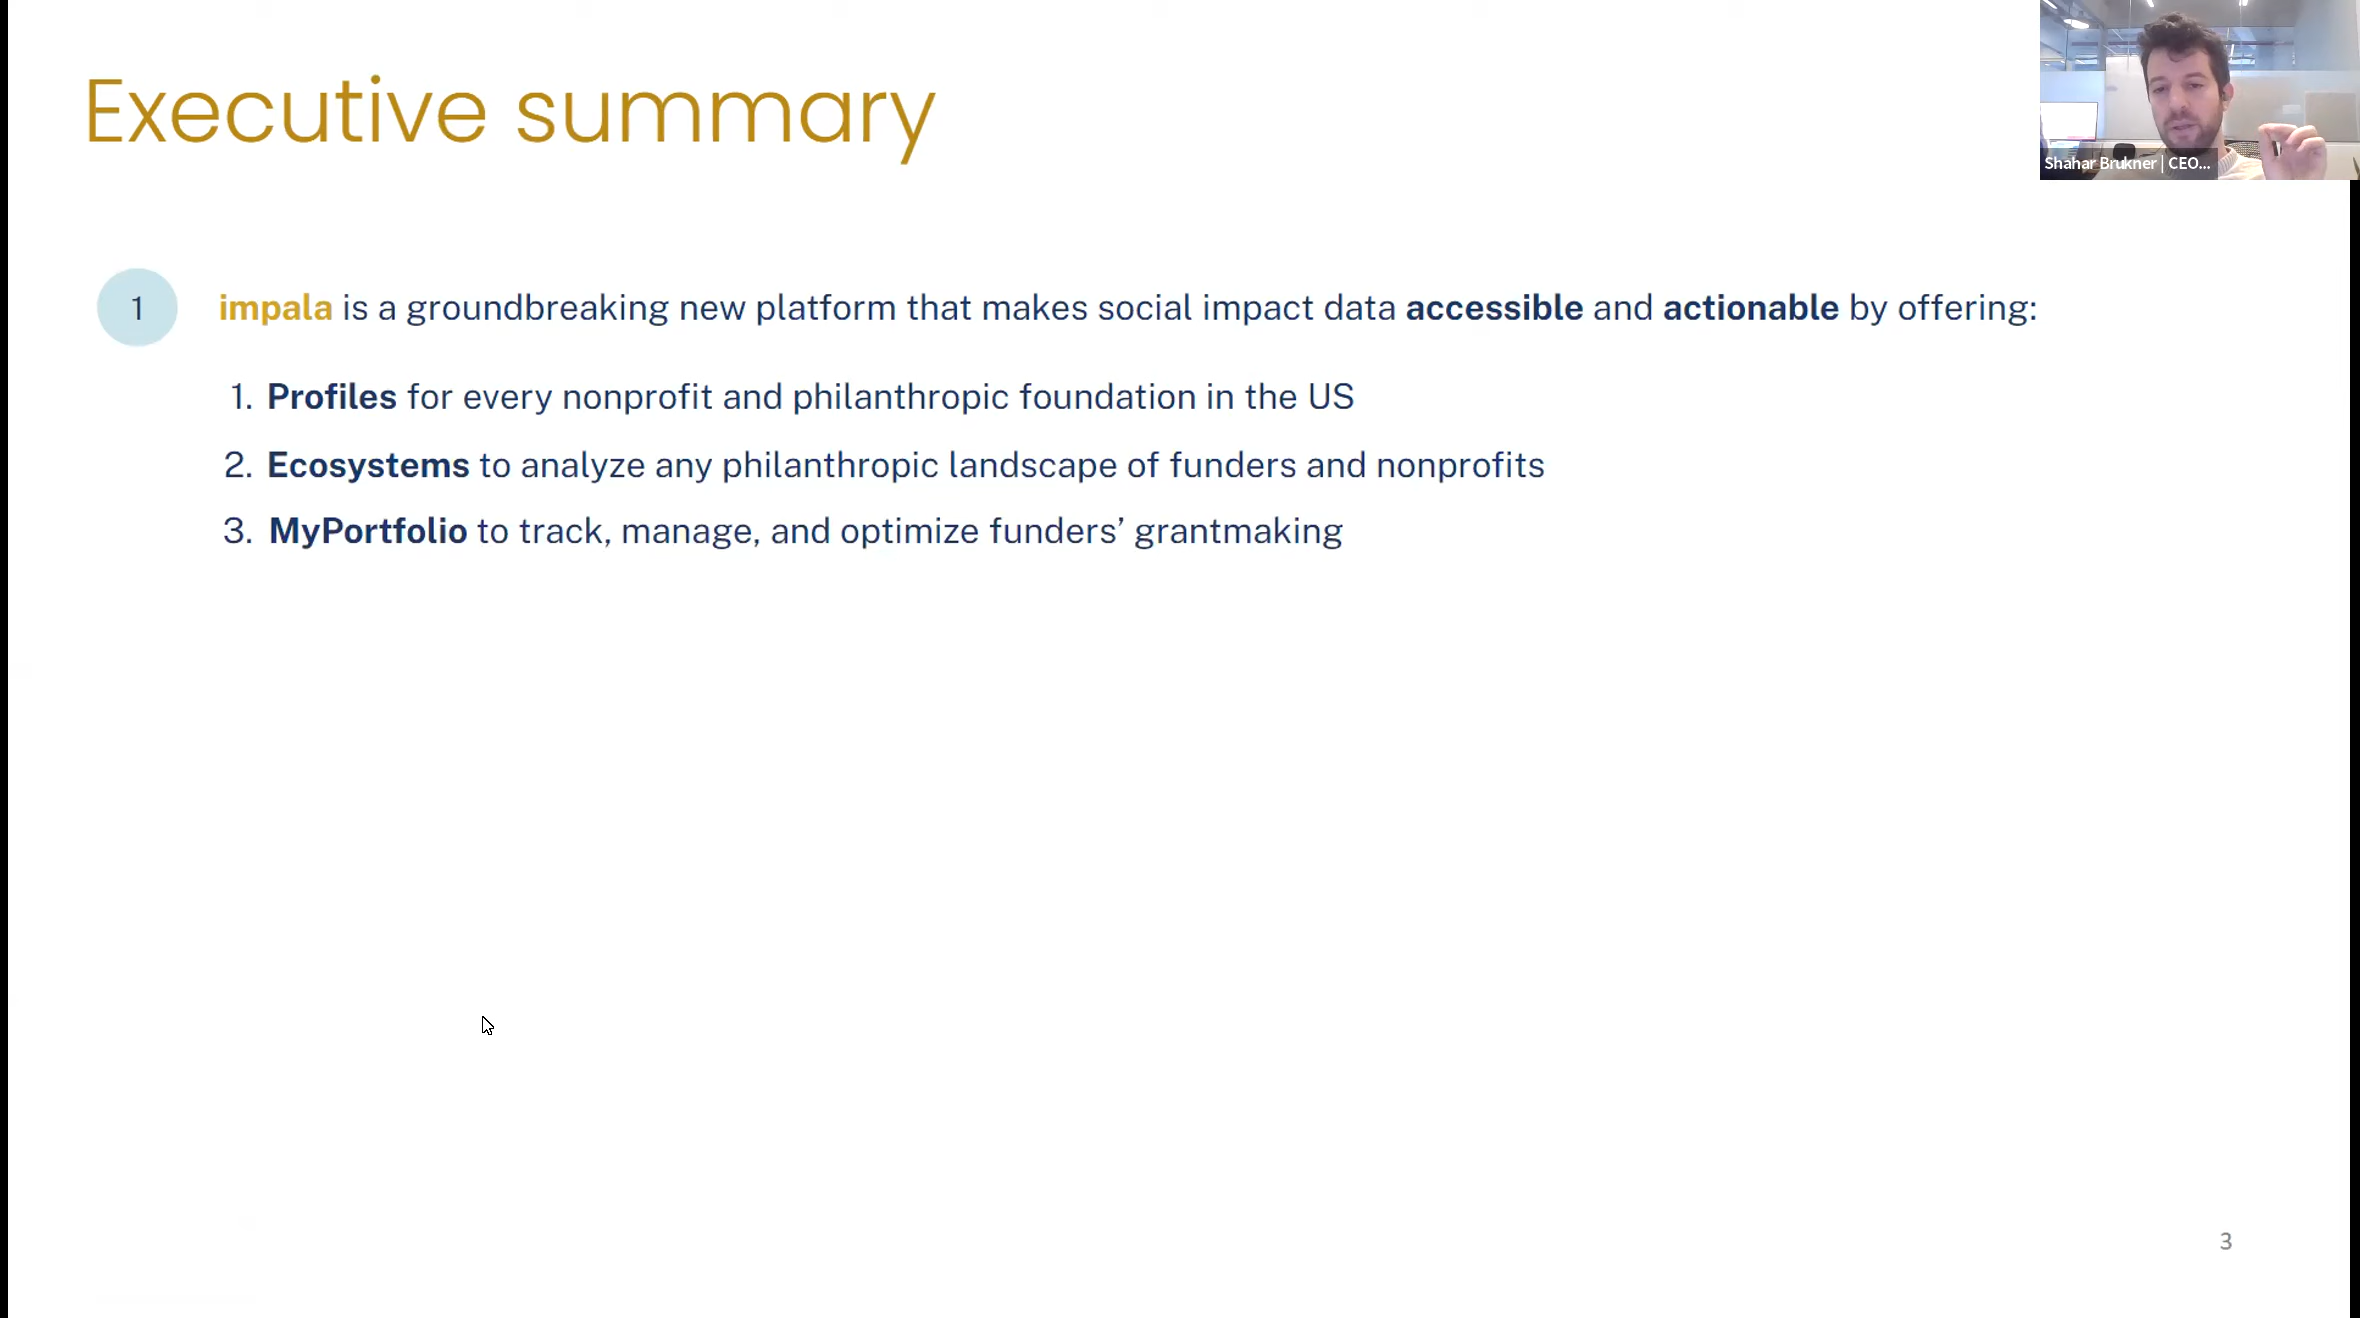 Executive summary
Shahar Brukner | CEO...
1
impala is a groundbreaking new platform that makes social impact data accessible and actionable by offering:
1. Profiles for every nonprofit and philanthropic foundation in the US
2. Ecosystems to analyze any philanthropic landscape of funders and nonprofits
3. MyPortfolio to track, manage, and optimize funders’ grantmaking
3